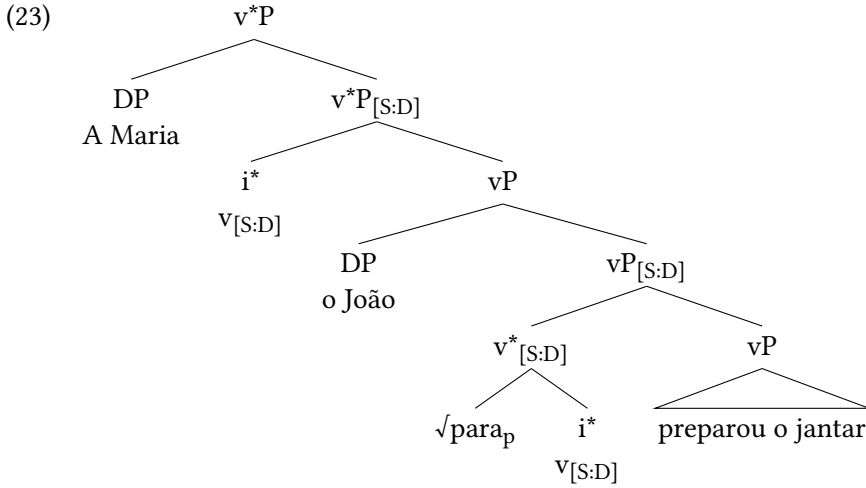 (23)
v*P
DP
v*P[S:D]
A Maria
i*
vP
v[S:D]
DP
vP[S:D]
o João
v*[S:D]
vP
√parap
i*
preparou o jantar
v[S:D]